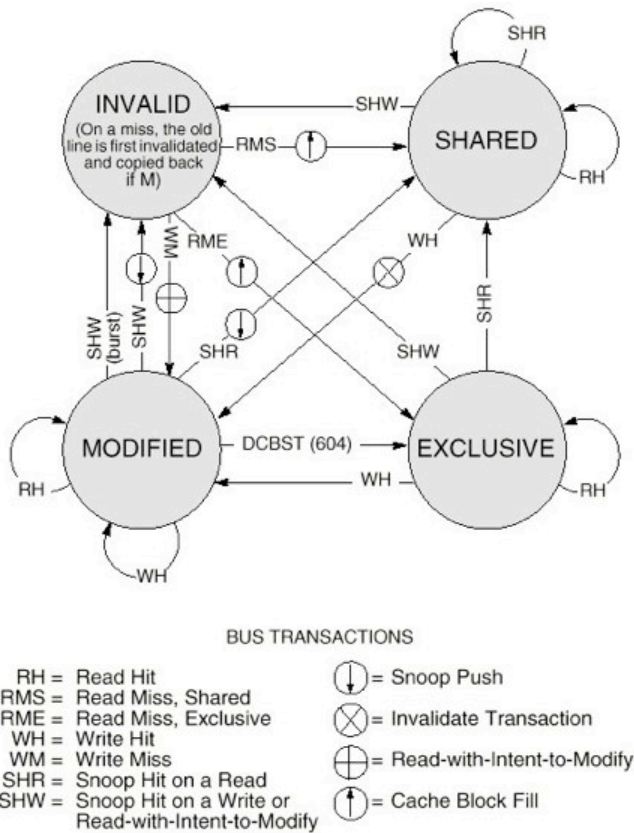 SHR
INVALID
(On a miss, the old
line is first invalidated
and copied back
if M)
SHW
RMS
SHARED
RH
WM
RME
WH
SHW
(burst)
SHW
SHR
SHW
SHR
MODIFIED
DCBST (604)
EXCLUSIVE
RH
WH
RH
WH
BUS TRANSACTIONS
RH = Read Hit
RMS = Read Miss, Shared
RME = Read Miss, Exclusive
WH = Write Hit
WM = Write Miss
SHR = Snoop Hit on a Read
SHW = Snoop Hit on a Write or
Read-with-Intent-to-Modify
= Snoop Push
= Invalidate Transaction
= Read-with-Intent-to-Modify
= Cache Block Fill